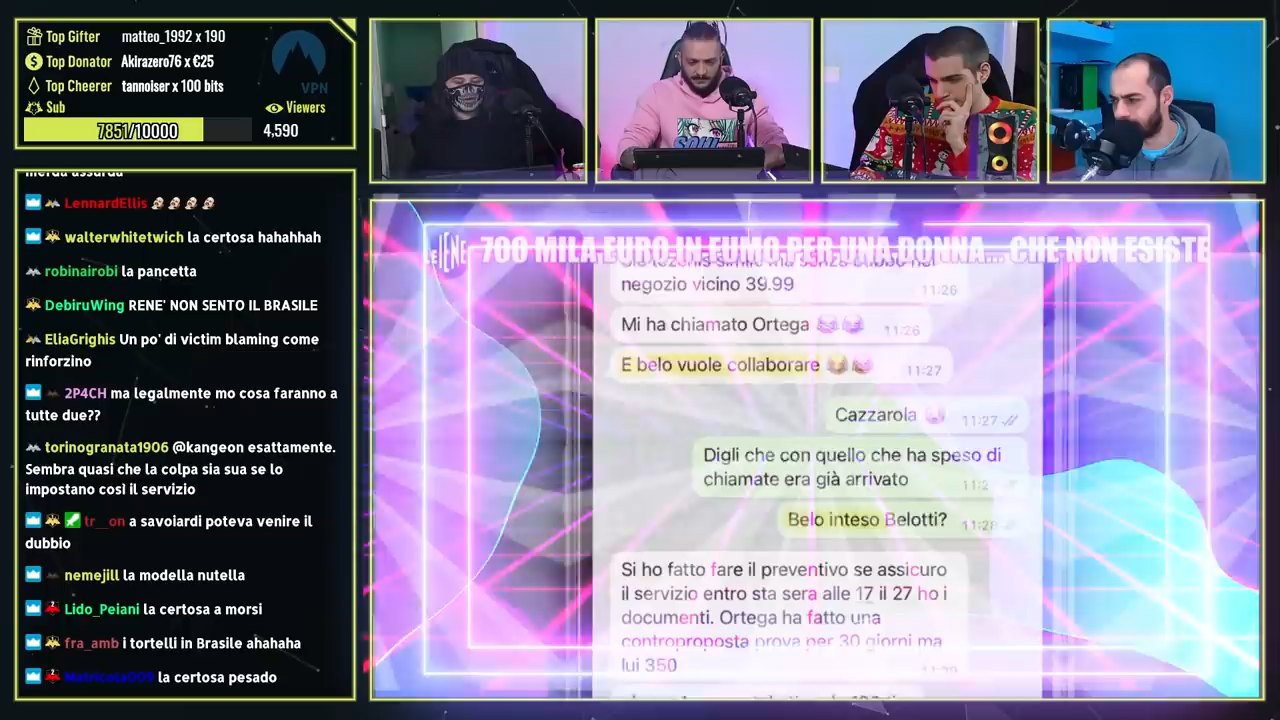 Top Gifter matteo_1992 x 190
Top Donator Akirazero76 x €25
Top Cheerer tannoiser x 100 bits
VPN
Sub
Viewers
7851/10000
4.590
merda assurda
LennardEllis
walterwhitetwich la certosa hahahhah
robinairobi la pancetta
DebiruWing RENE' NON SENTO IL BRASILE
EliaGrighis Un po' di victim blaming come
rinforzino
2P4CH ma legalmente mo cosa faranno a
tutte due??
torinogranata1906 @kangeon esattamente.
Sembra quasi che la colpa sia sua se lo
impostano così il servizio
tr__on a savoiardi poteva venire il
dubbio
nemejill la modella nutella
Lido_Peiani la certosa a morsi
fra_amb i tortelli in Brasile ahahaha
Matricola009 la certosa pesado
LE IENE
700 MILA EURO IN FUMO PER UNA DONNA... CHE NON ESISTE
negozio vicino 39.99
11:26
Mi ha chiamato Ortega
11:26
E belo vuole collaborare
11:27
Cazzarola
11:27
Digli che con quello che ha speso di
chiamate era già arrivato
Belo inteso Belotti?
11:28
Si ho fatto fare il preventivo se assicuro
il servizio entro sta sera alle 17 il 27 ho i
documenti. Ortega ha fatto una
controproposta prova per 30 giorni ma
lui 350